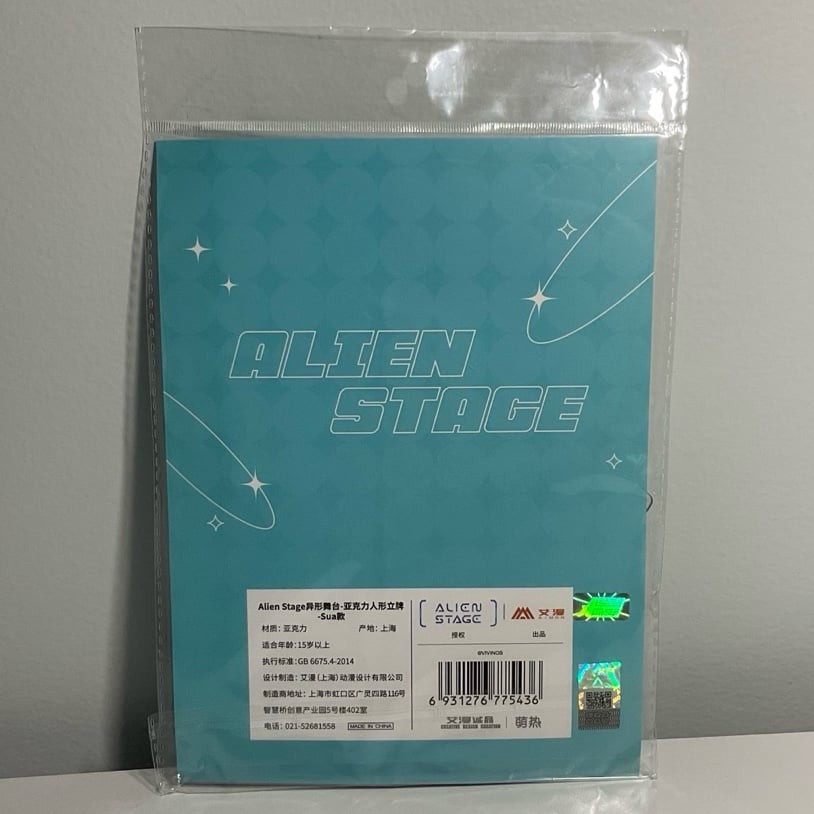 ALIEN
STAGE
Alien Stage异形舞台-亚克力人形立牌
-Sua款
材质：亚克力 产地：上海
适合年龄：15岁以上
执行标准：GB 6675.4-2014
设计制造：艾漫（上海）动漫设计有限公司
制造商地址：上海市虹口区广灵四路116号
智慧桥创意产业园5号楼402室
电话：021-52681558 MADE IN CHINA
ALIEN
STAGE
授权
艾漫
出品
©VIVINOS
6 931276 775436
艾漫诚品
CREATIVE DESIGN CREATION
萌热